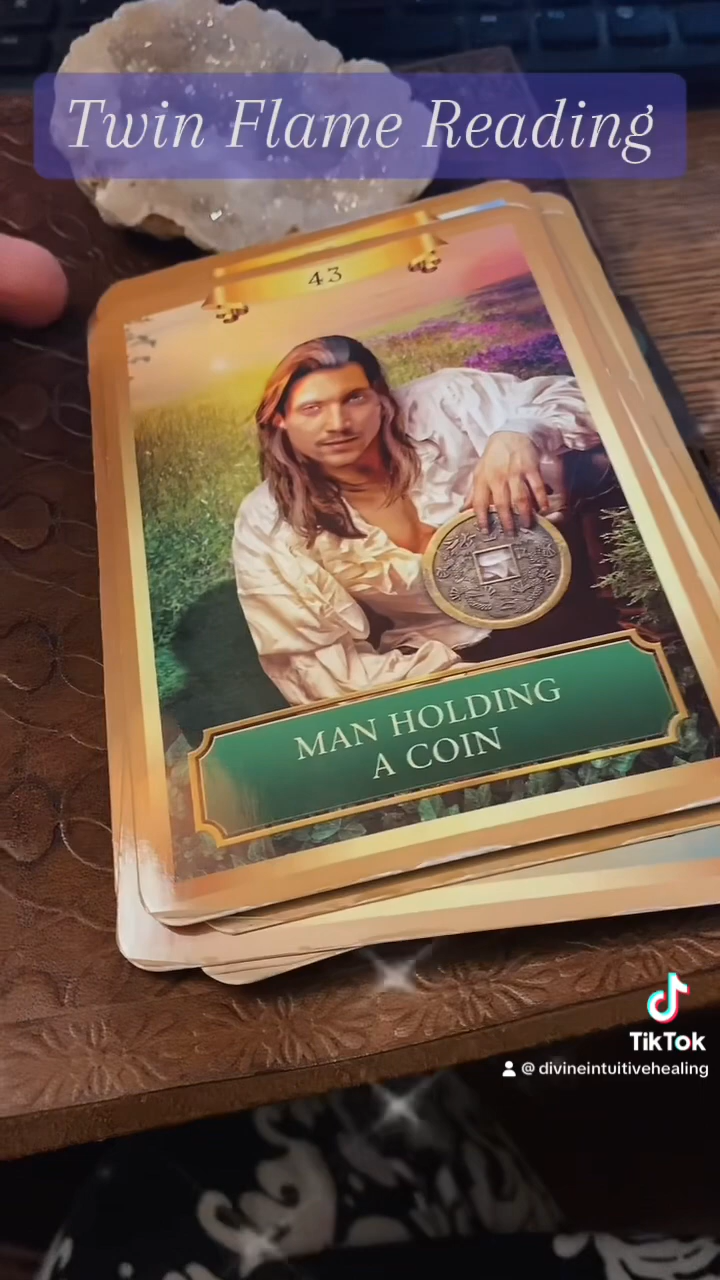 Twin Flame Reading
43
MAN HOLDING
A COIN
TikTok
@ divineintuitivehealing